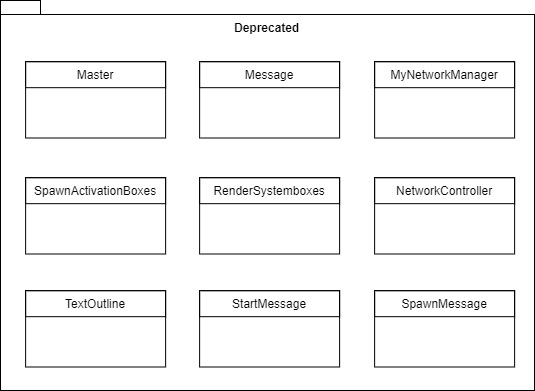 Deprecated
Master
Message
MyNetworkManager
SpawnActivationBoxes
RenderSystemboxes
NetworkController
TextOutline
StartMessage
SpawnMessage